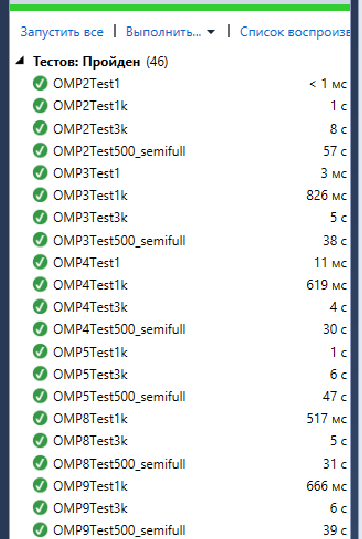 Запустить все | Выполнить... | Список воспроизв
Тестов: Пройден (46)
OMP2Test1 < 1 мс
OMP2Test1k 1 с
OMP2Test3k 8 с
OMP2Test500_semifull 57 с
OMP3Test1 3 мс
OMP3Test1k 826 мс
OMP3Test3k 5 с
OMP3Test500_semifull 38 с
OMP4Test1 11 мс
OMP4Test1k 619 мс
OMP4Test3k 4 с
OMP4Test500_semifull 30 с
OMP5Test1k 1 с
OMP5Test3k 6 с
OMP5Test500_semifull 47 с
OMP8Test1k 517 мс
OMP8Test3k 5 с
OMP8Test500_semifull 31 с
OMP9Test1k 666 мс
OMP9Test3k 6 с
OMP9Test500_semifull 39 с